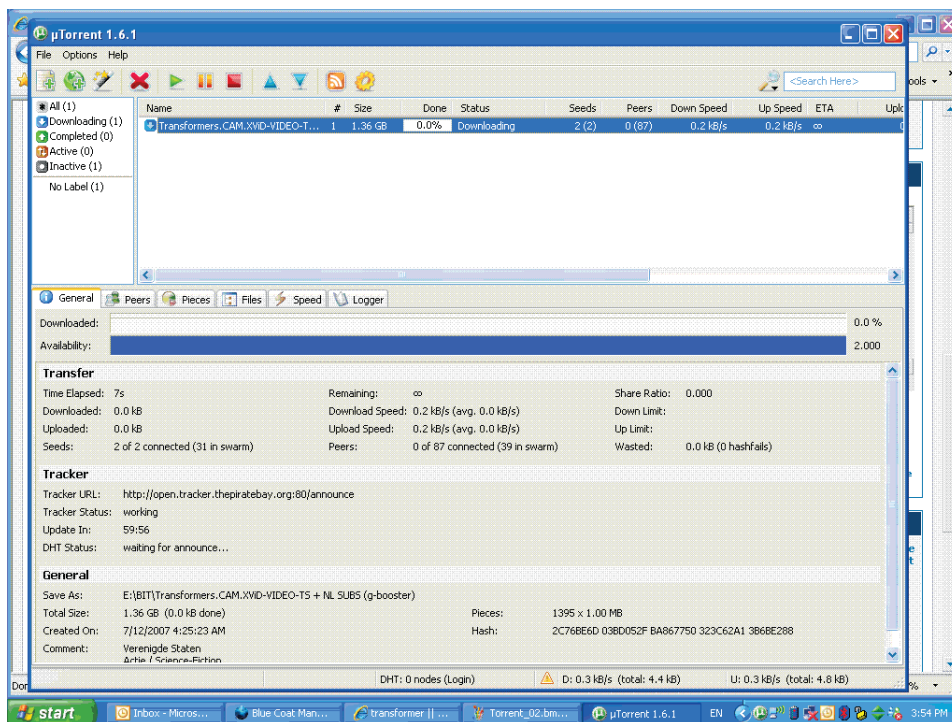 µTorrent 1.6.1
File Options Help
<Search Here>
ools
All (1)
Downloading (1)
Completed (0)
Active (0)
Inactive (1)
No Label (1)
Name # Size Done Status Seeds Peers Down Speed Up Speed ETA Uplo
Transformers.CAM.XViD-VIDEO-T... 1 1.36 GB 0.0% Downloading 2 (2) 0 (87) 0.2 kB/s 0.2 kB/s ∞
General Peers Pieces Files Speed Logger
Downloaded: 0.0 %
Availability: 2.000
Transfer
Time Elapsed: 7s Remaining: ∞ Share Ratio: 0.000
Downloaded: 0.0 kB Download Speed: 0.2 kB/s (avg. 0.0 kB/s) Down Limit:
Uploaded: 0.0 kB Upload Speed: 0.2 kB/s (avg. 0.0 kB/s) Up Limit:
Seeds: 2 of 2 connected (31 in swarm) Peers: 0 of 87 connected (39 in swarm) Wasted: 0.0 kB (0 hashfails)
Tracker
Tracker URL: http://open.tracker.thepiratebay.org:80/announce
Tracker Status: working
Update In: 59:56
DHT Status: waiting for announce...
General
Save As: E:\BIT\Transformers.CAM.XViD-VIDEO-TS + NL SUBS (g-booster)
Total Size: 1.36 GB (0.0 kB done) Pieces: 1395 x 1.00 MB
Created On: 7/12/2007 4:25:23 AM Hash: 2C76BE6D 03BD052F BA867750 323C62A1 3B6BE288
Comment: Verenigde Staten
Actie / Science-Fiction
DHT: 0 nodes (Login) D: 0.3 kB/s (total: 4.4 kB) U: 0.3 kB/s (total: 4.8 kB)
Dor %
start Inbox - Micros... Blue Coat Man... transformer || ... Torrent_02.bm... µTorrent 1.6.1 EN 3:54 PM